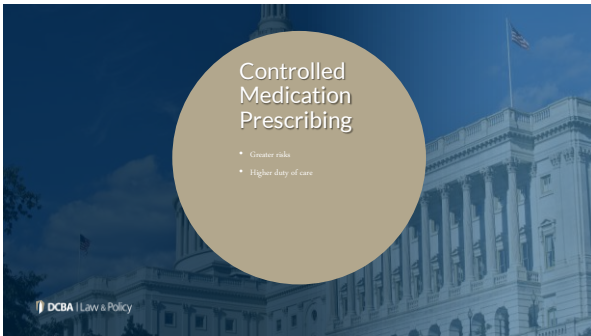 Controlled
Medication
Prescribing
• Greater risks
• Higher duty of care
DCBA | Law & Policy